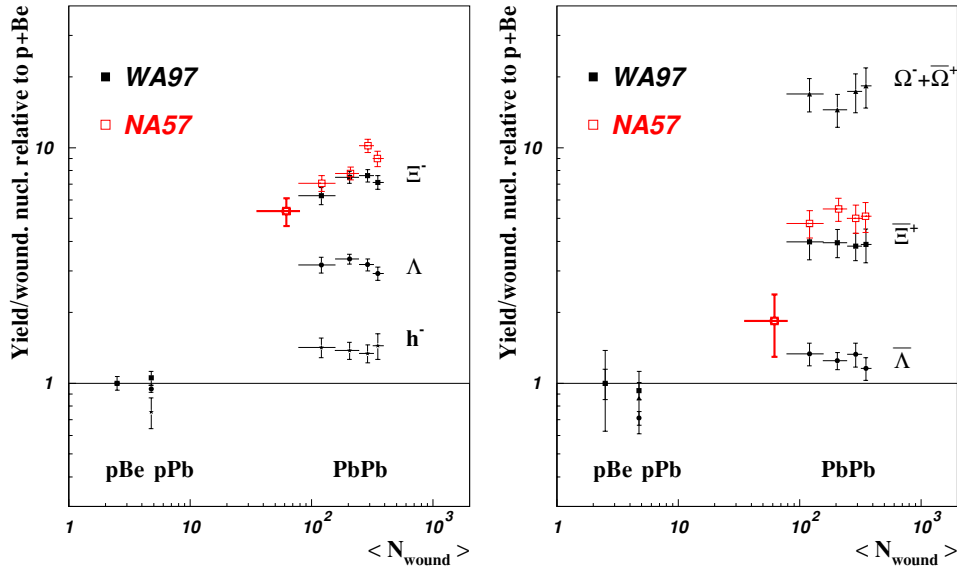 Yield/wound. nucl. relative to p+Be
WA97
NA57
10
1
Ξ⁻
Λ
h⁻
pBe pPb
PbPb
1
10
10²
10³
< N_wound >
Yield/wound. nucl. relative to p+Be
WA97
NA57
10
1
Ω⁻+Ω̅⁺
Ξ̅⁺
Λ̅
pBe pPb
PbPb
1
10
10²
10³
< N_wound >